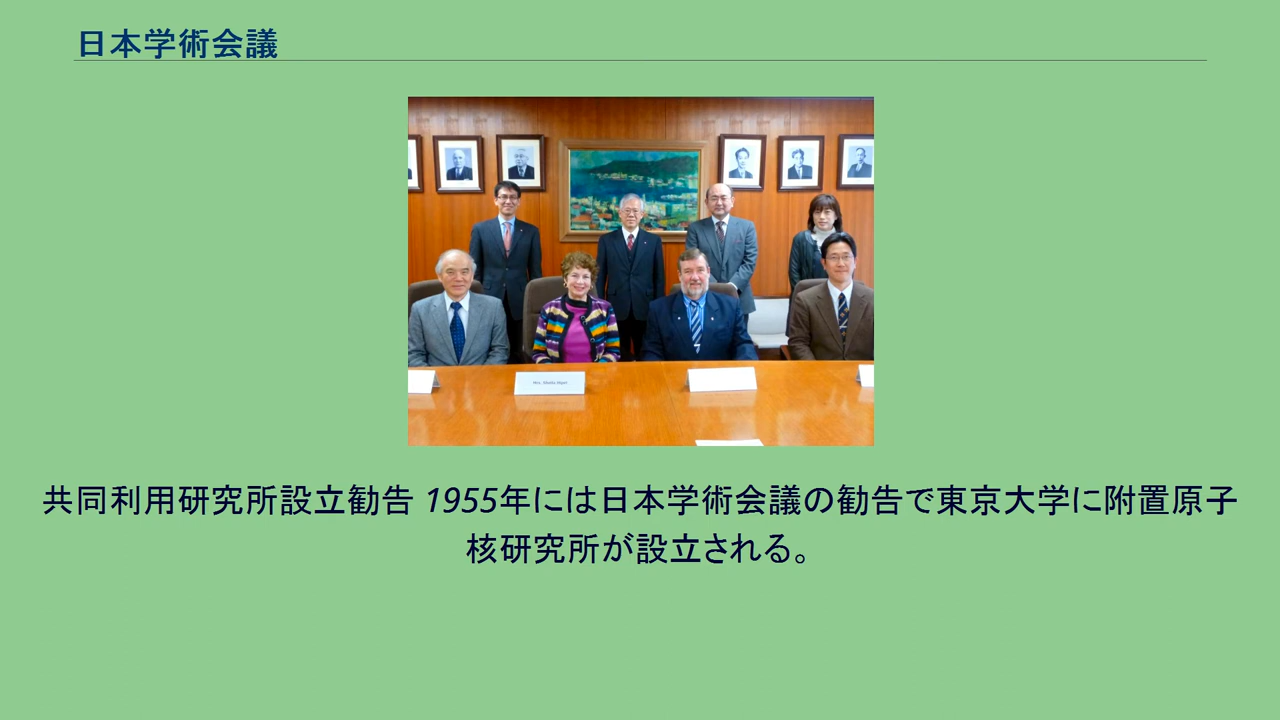 日本学術会議
共同利用研究所設立勧告 1955年には日本学術会議の勧告で東京大学に附置原子
核研究所が設立される。